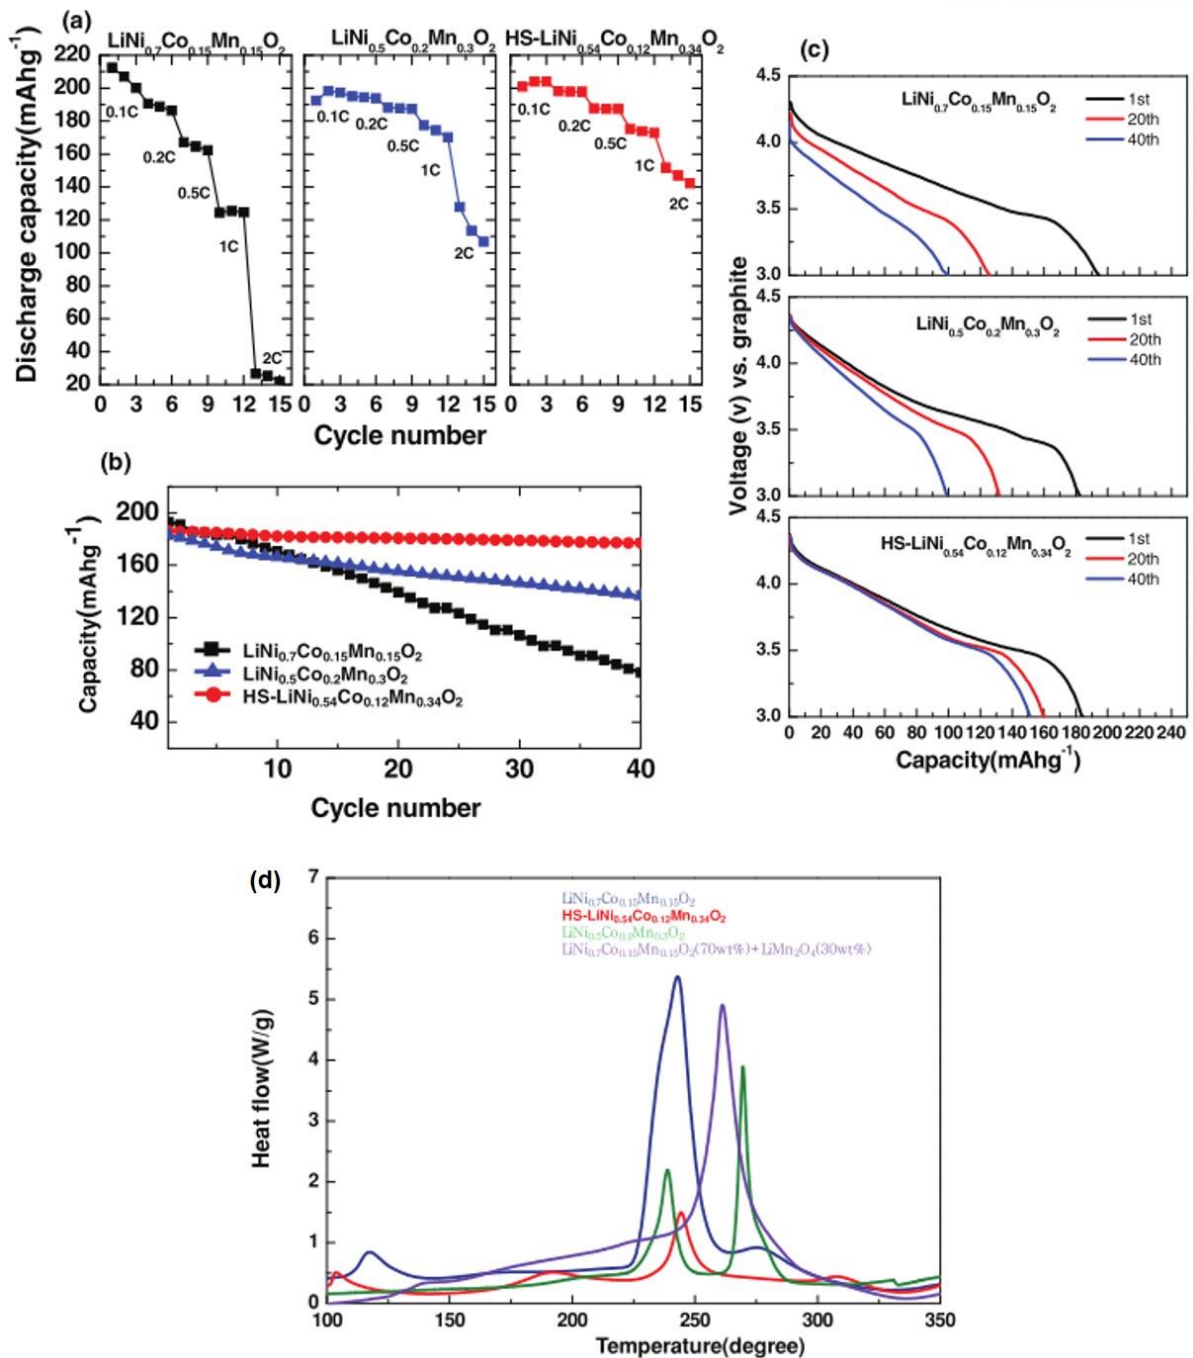 (a)
LiNi0.7Co0.15Mn0.15O2
LiNi0.5Co0.2Mn0.3O2
HS-LiNi0.54Co0.12Mn0.34O2
Discharge capacity(mAhg-1)
220
200
180
160
140
120
100
80
60
40
20
0.1C
0.2C
0.5C
1C
2C
0.1C
0.2C
0.5C
1C
2C
0.1C
0.2C
0.5C
1C
2C
0 3 6 9 12 15 0 3 6 9 12 15 0 3 6 9 12 15
Cycle number
(b)
Capacity(mAhg-1)
200
160
120
80
40
LiNi0.7Co0.15Mn0.15O2
LiNi0.5Co0.2Mn0.3O2
HS-LiNi0.54Co0.12Mn0.34O2
10 20 30 40
Cycle number
(c)
Voltage (v) vs. graphite
4.5
4.0
3.5
3.0
LiNi0.7Co0.15Mn0.15O2
1st
20th
40th
4.5
4.0
3.5
3.0
LiNi0.5Co0.2Mn0.3O2
1st
20th
40th
4.5
4.0
3.5
3.0
HS-LiNi0.54Co0.12Mn0.34O2
1st
20th
40th
0 20 40 60 80 100 120 140 160 180 200 220 240
Capacity(mAhg-1)
(d)
Heat flow(W/g)
7
6
5
4
3
2
1
0
LiNi0.7Co0.15Mn0.15O2
HS-LiNi0.54Co0.12Mn0.34O2
LiNi0.5Co0.2Mn0.3O2
LiNi0.7Co0.15Mn0.15O2(70wt%)+LiMn2O4(30wt%)
100 150 200 250 300 350
Temperature(degree)